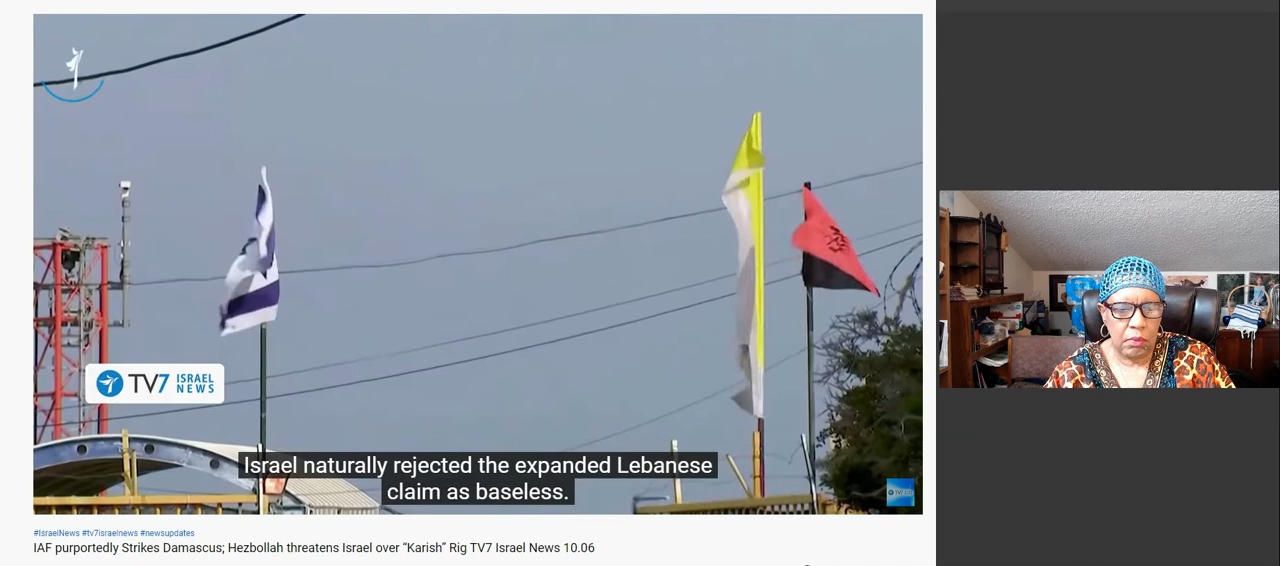 TV7 ISRAEL
NEWS
Israel naturally rejected the expanded Lebanese
claim as baseless.
#IsraelNews #tv7israelnews #newsupdates
IAF purportedly Strikes Damascus; Hezbollah threatens Israel over “Karish” Rig TV7 Israel News 10.06